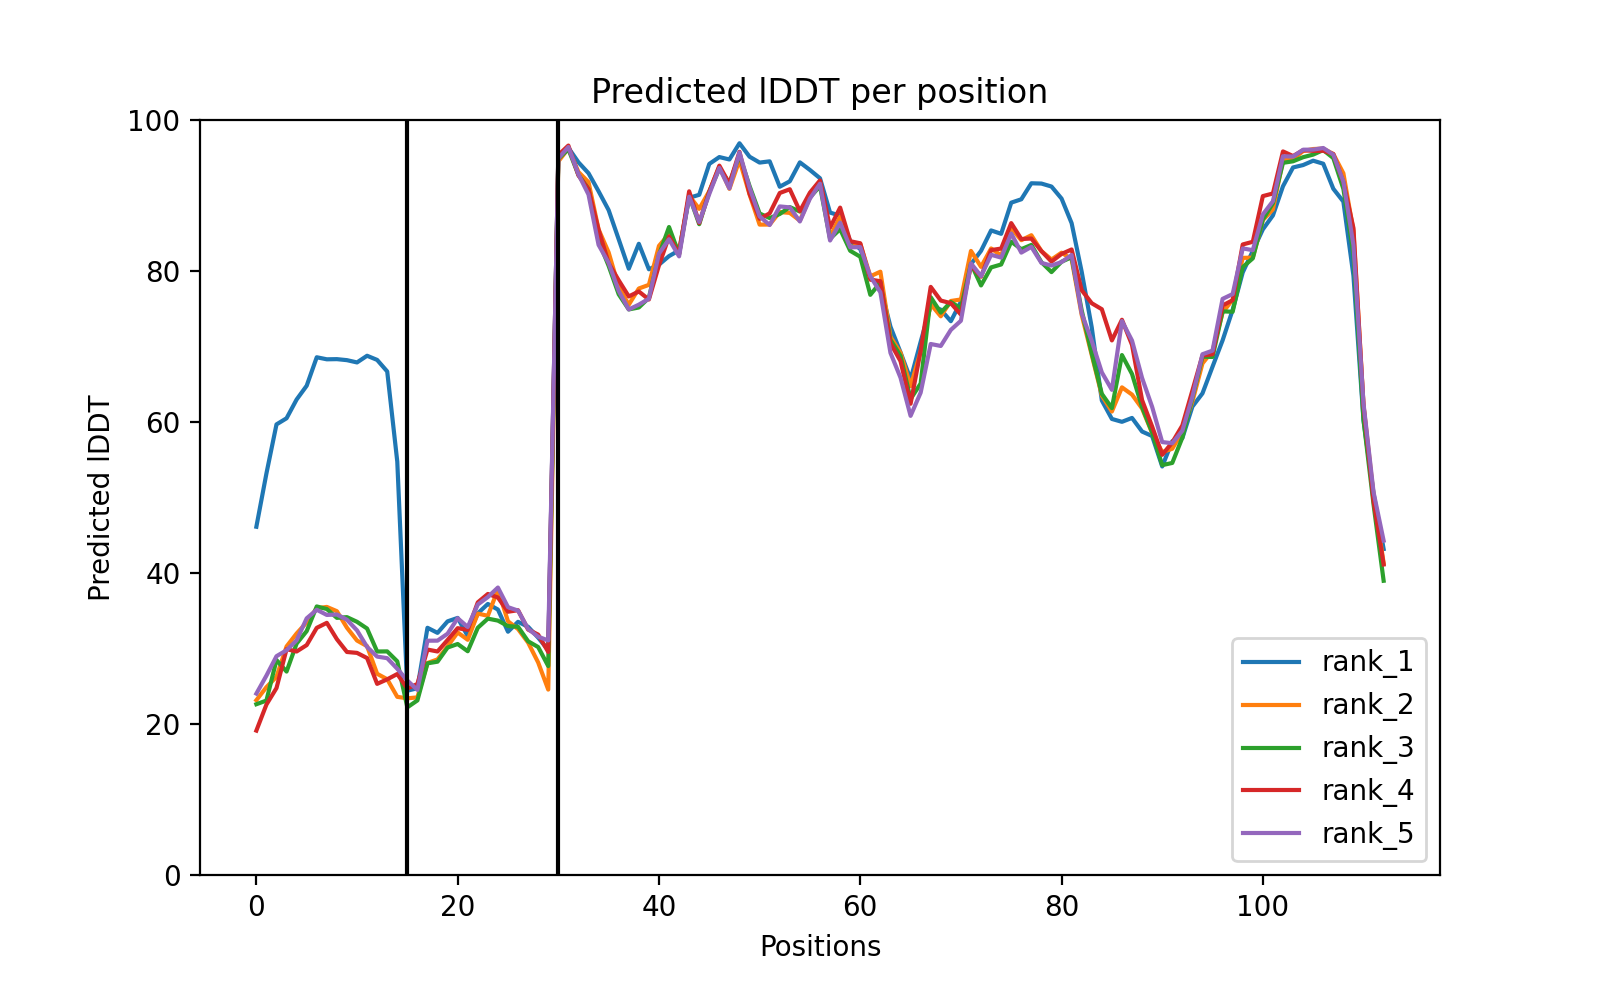 Predicted lDDT per position
100
80
60
40
20
0
Predicted lDDT
0 20 40 60 80 100
Positions
rank_1
rank_2
rank_3
rank_4
rank_5